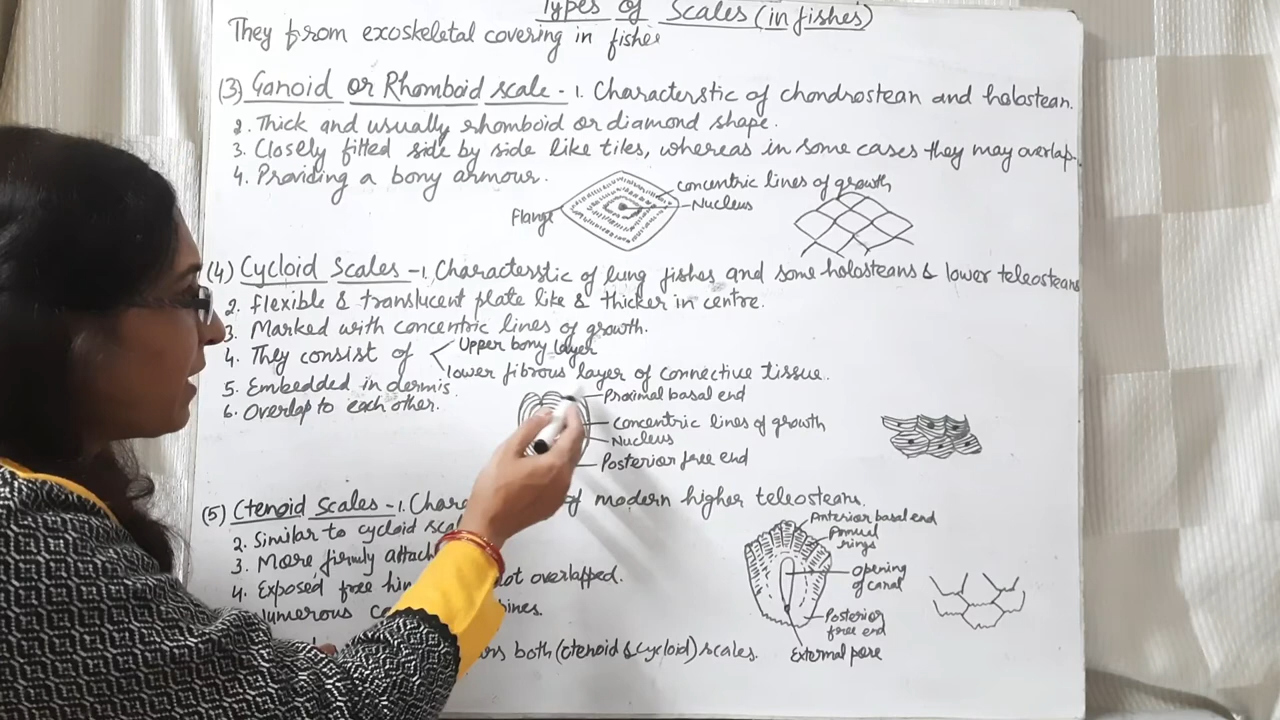 Types of Scales (in fishes)
They from exoskeletal covering in fishes
(3) Ganoid or Rhomboid scale - 1. Characterstic of chondrostean and holostean.
2. Thick and usually rhomboid or diamond shape.
3. Closely fitted side by side like tiles, whereas in some cases they may overlap.
4. Providing a bony armour.
Concentric lines of growth
Nucleus
Flange
(4) Cycloid Scales - 1. Characterstic of lung fishes and some holosteans & lower teleosteans
2. Flexible & translucent plate like & thicker in centre.
3. Marked with concentric lines of growth.
4. They consist of
Upper bony layer
lower fibrous layer of connective tissue.
5. Embedded in dermis.
6. Overlap to each other.
Proximal basal end
Concentric lines of growth
Nucleus
Posterior free end
(5) Ctenoid Scales - 1. Char of modern higher teleosteans.
2. Similar to cycloid
3. More firmly
4. Exposed free not overlapped.
Numerous
both (ctenoid & cycloid) scales.
Anterior basal end
Annual rings
Opening of canal
Posterior free end
External pore